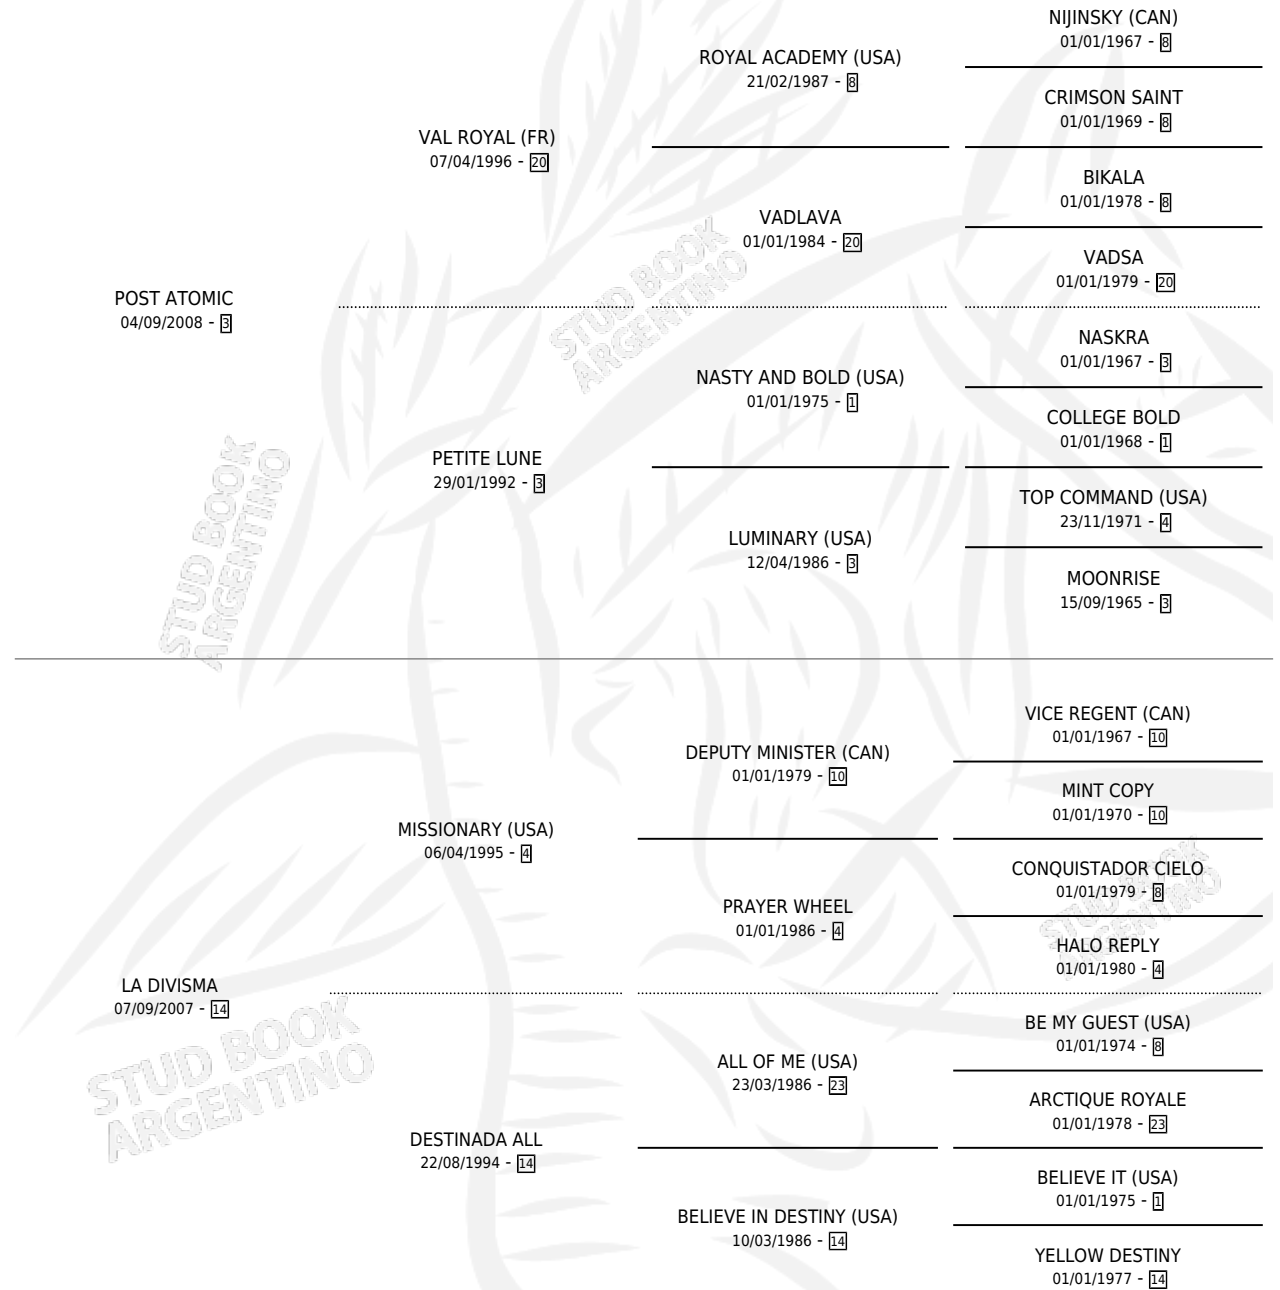 NIJINSKY (CAN)
01/01/1967 - 8
ROYAL ACADEMY (USA)
21/02/1987 - 8
CRIMSON SAINT
01/01/1969 - 8
VAL ROYAL (FR)
07/04/1996 - 20
BIKALA
01/01/1978 - 8
VADLAVA
01/01/1984 - 20
VADSA
01/01/1979 - 20
POST ATOMIC
04/09/2008 - 3
NASKRA
01/01/1967 - 3
NASTY AND BOLD (USA)
01/01/1975 - 1
COLLEGE BOLD
01/01/1968 - 1
PETITE LUNE
29/01/1992 - 3
TOP COMMAND (USA)
23/11/1971 - 4
LUMINARY (USA)
12/04/1986 - 3
MOONRISE
15/09/1965 - 3
STUD BOOK
ARGENTINO
STUD BOOK
ARGENTINO
VICE REGENT (CAN)
01/01/1967 - 10
DEPUTY MINISTER (CAN)
01/01/1979 - 10
MINT COPY
01/01/1970 - 10
MISSIONARY (USA)
06/04/1995 - 4
CONQUISTADOR CIELO
01/01/1979 - 8
PRAYER WHEEL
01/01/1986 - 4
HALO REPLY
01/01/1980 - 4
STUD BOOK
ARGENTINO
LA DIVISMA
07/09/2007 - 14
BE MY GUEST (USA)
01/01/1974 - 8
ALL OF ME (USA)
23/03/1986 - 23
ARCTIQUE ROYALE
01/01/1978 - 23
STUD BOOK
ARGENTINO
DESTINADA ALL
22/08/1994 - 14
BELIEVE IT (USA)
01/01/1975 - 1
BELIEVE IN DESTINY (USA)
10/03/1986 - 14
YELLOW DESTINY
01/01/1977 - 14